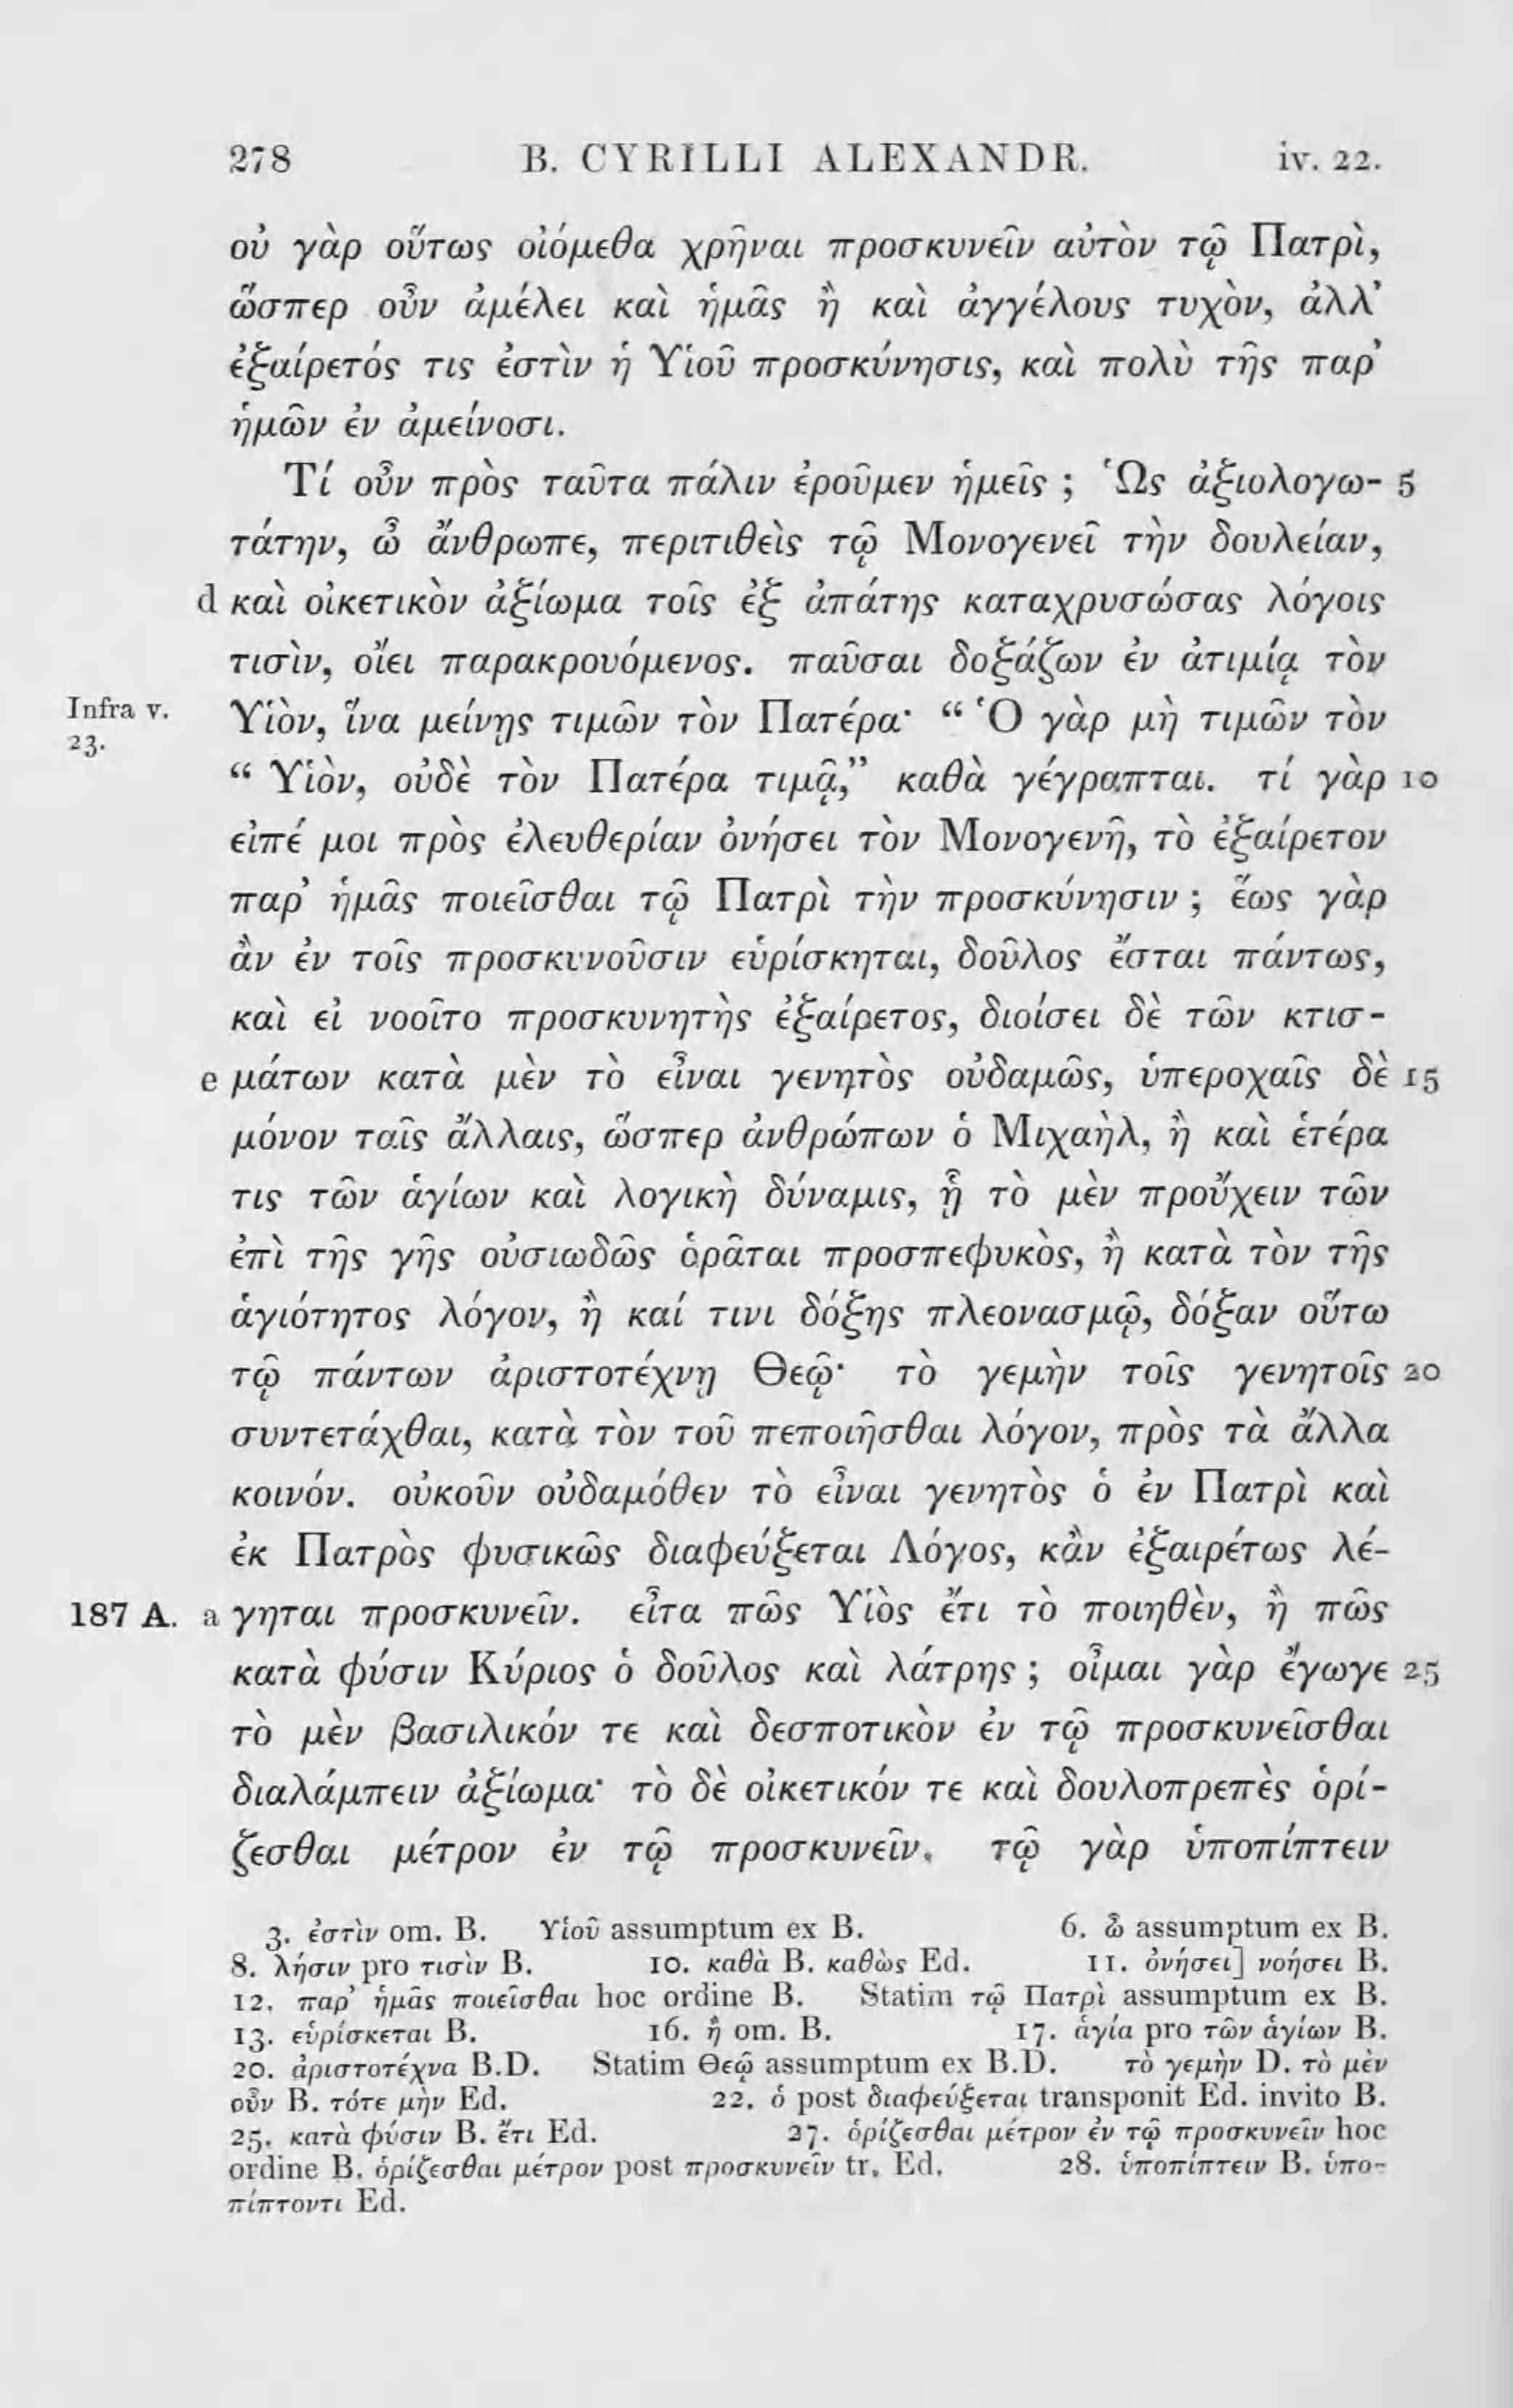 278 B. CYRILLI ALEXANDR. iv. 22.
οὐ γὰρ οὕτως οἰόμεθα χρῆναι προσκυνεῖν αὐτὸν τῷ Πατρὶ,
ὥσπερ οὖν ἀμέλει καὶ ἡμᾶς ἢ καὶ ἀγγέλους τυχὸν, ἀλλ’
ἐξαίρετός τις ἐστὶν ἡ Υἱοῦ προσκύνησις, καὶ πολὺ τῆς παρ’
ἡμῶν ἐν ἀμείνοσι.
Τί οὖν πρὸς ταῦτα πάλιν ἐροῦμεν ἡμεῖς ; Ὡς ἀξιολογω- 5
τάτην, ὦ ἄνθρωπε, περιτιθεὶς τῷ Μονογενεῖ τὴν δουλείαν,
d καὶ οἰκετικὸν ἀξίωμα τοῖς ἐξ ἀπάτης καταχρυσώσας λόγοις
τισὶν, οἴει παρακρουόμενος. παῦσαι δοξάζων ἐν ἀτιμίᾳ τὸν
Infra v. 23.
Υἱὸν, ἵνα μείνῃς τιμῶν τὸν Πατέρα· “ Ὁ γὰρ μὴ τιμῶν τὸν
“ Υἱὸν, οὐδὲ τὸν Πατέρα τιμᾷ,” καθὰ γέγραπται. τί γὰρ 10
εἰπέ μοι πρὸς ἐλευθερίαν ὀνήσει τὸν Μονογενῆ, τὸ ἐξαίρετον
παρ’ ἡμᾶς ποιεῖσθαι τῷ Πατρὶ τὴν προσκύνησιν ; ἕως γὰρ
ἂν ἐν τοῖς προσκυνοῦσιν εὑρίσκηται, δοῦλος ἔσται πάντως,
καὶ εἰ νοοῖτο προσκυνητὴς ἐξαίρετος, διοίσει δὲ τῶν κτισ-
e μάτων κατὰ μὲν τὸ εἶναι γενητὸς οὐδαμῶς, ὑπεροχαῖς δὲ 15
μόνον ταῖς ἄλλαις, ὥσπερ ἀνθρώπων ὁ Μιχαὴλ, ἢ καὶ ἑτέρα
τις τῶν ἁγίων καὶ λογικὴ δύναμις, ᾗ τὸ μὲν προὔχειν τῶν
ἐπὶ τῆς γῆς οὐσιωδῶς ὁρᾶται προσπεφυκὸς, ἢ κατὰ τὸν τῆς
ἁγιότητος λόγον, ἢ καί τινι δόξης πλεονασμῷ, δόξαν οὕτω
τῷ πάντων ἀριστοτέχνῃ Θεῷ· τὸ γεμὴν τοῖς γενητοῖς 20
συντετάχθαι, κατὰ τὸν τοῦ πεποιῆσθαι λόγον, πρὸς τὰ ἄλλα
κοινόν. οὐκοῦν οὐδαμόθεν τὸ εἶναι γενητὸς ὁ ἐν Πατρὶ καὶ
ἐκ Πατρὸς φυσικῶς διαφεύξεται Λόγος, κἂν ἐξαιρέτως λέ-
187 A. a γηται προσκυνεῖν. εἶτα πῶς Υἱὸς ἔτι τὸ ποιηθὲν, ἢ πῶς
κατὰ φύσιν Κύριος ὁ δοῦλος καὶ λάτρης ; οἶμαι γὰρ ἔγωγε 25
τὸ μὲν βασιλικόν τε καὶ δεσποτικὸν ἐν τῷ προσκυνεῖσθαι
διαλάμπειν ἀξίωμα· τὸ δὲ οἰκετικόν τε καὶ δουλοπρεπὲς ὁρί-
ζεσθαι μέτρον ἐν τῷ προσκυνεῖν. τῷ γὰρ ὑποπίπτειν
3. ἐστὶν om. B. Υἱοῦ assumptum ex B. 6. ὦ assumptum ex B.
8. λήσιν pro τισὶν B. 10. καθὰ B. καθὼς Ed. 11. ὀνήσει] νοήσει B.
12. παρ’ ἡμᾶς ποιεῖσθαι hoc ordine B. Statim τῷ Πατρὶ assumptum ex B.
13. εὑρίσκεται B. 16. ἢ om. B. 17. ἁγία pro τῶν ἁγίων B.
20. ἀριστοτέχνα B.D. Statim Θεῷ assumptum ex B.D. τὸ γεμὴν D. τὸ μὲν
οὖν B. τότε μὴν Ed. 22. ὁ post διαφεύξεται transponit Ed. invito B.
25. κατὰ φύσιν B. ἔτι Ed. 27. ὁρίζεσθαι μέτρον ἐν τῷ προσκυνεῖν hoc
ordine B. ὁρίζεσθαι μέτρον post προσκυνεῖν tr. Ed. 28. ὑποπίπτειν B. ὑπο-
πίπτοντι Ed.